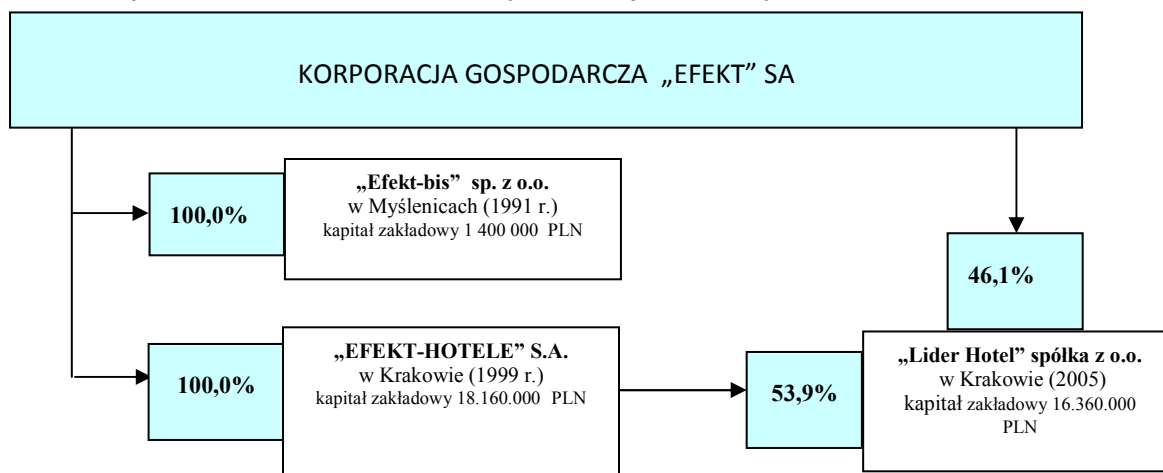 KORPORACJA GOSPODARCZA „EFEKT” SA
100,0%
„Efekt-bis” sp. z o.o.
w Myślenicach (1991 r.)
kapitał zakładowy 1 400 000 PLN
46,1%
100,0%
„EFEKT-HOTELE” S.A.
w Krakowie (1999 r.)
kapitał zakładowy 18.160.000 PLN
53,9%
„Lider Hotel” spółka z o.o.
w Krakowie (2005)
kapitał zakładowy 16.360.000
PLN